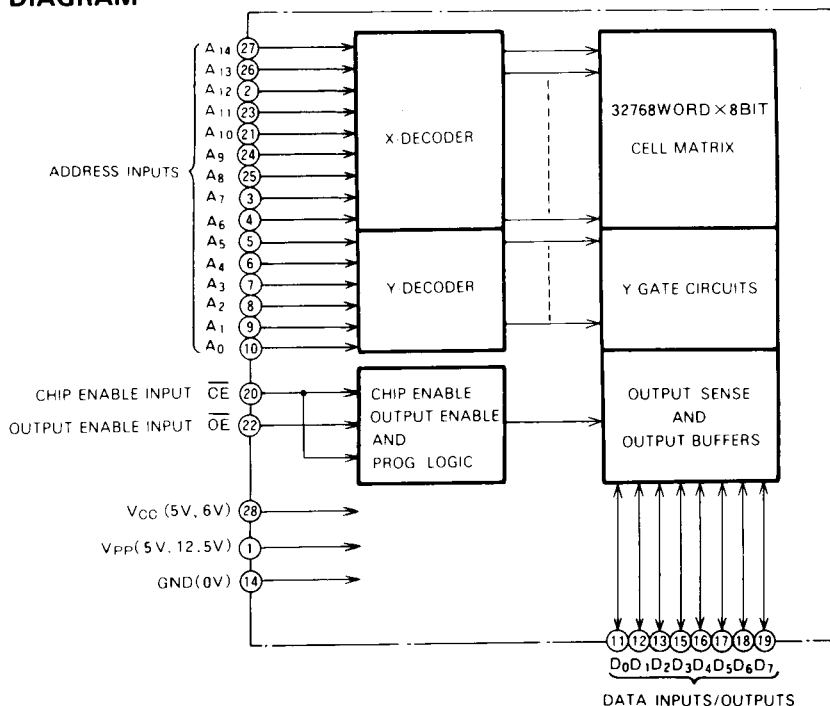 DIAGRAM
A14 27
A13 26
A12 2
A11 23
A10 21
A9 24
A8 25
A7 3
A6 4
A5 5
A4 6
A3 7
A2 8
A1 9
A0 10
ADDRESS INPUTS
X-DECODER
Y-DECODER
32768WORD×8BIT
CELL MATRIX
Y GATE CIRCUITS
CHIP ENABLE INPUT C̅E̅ 20
OUTPUT ENABLE INPUT O̅E̅ 22
CHIP ENABLE
OUTPUT ENABLE
AND
PROG LOGIC
OUTPUT SENSE
AND
OUTPUT BUFFERS
VCC (5V, 6V) 28
VPP(5V, 12.5V) 1
GND(0V) 14
11 12 13 15 16 17 18 19
D0 D1 D2 D3 D4 D5 D6 D7
DATA INPUTS/OUTPUTS